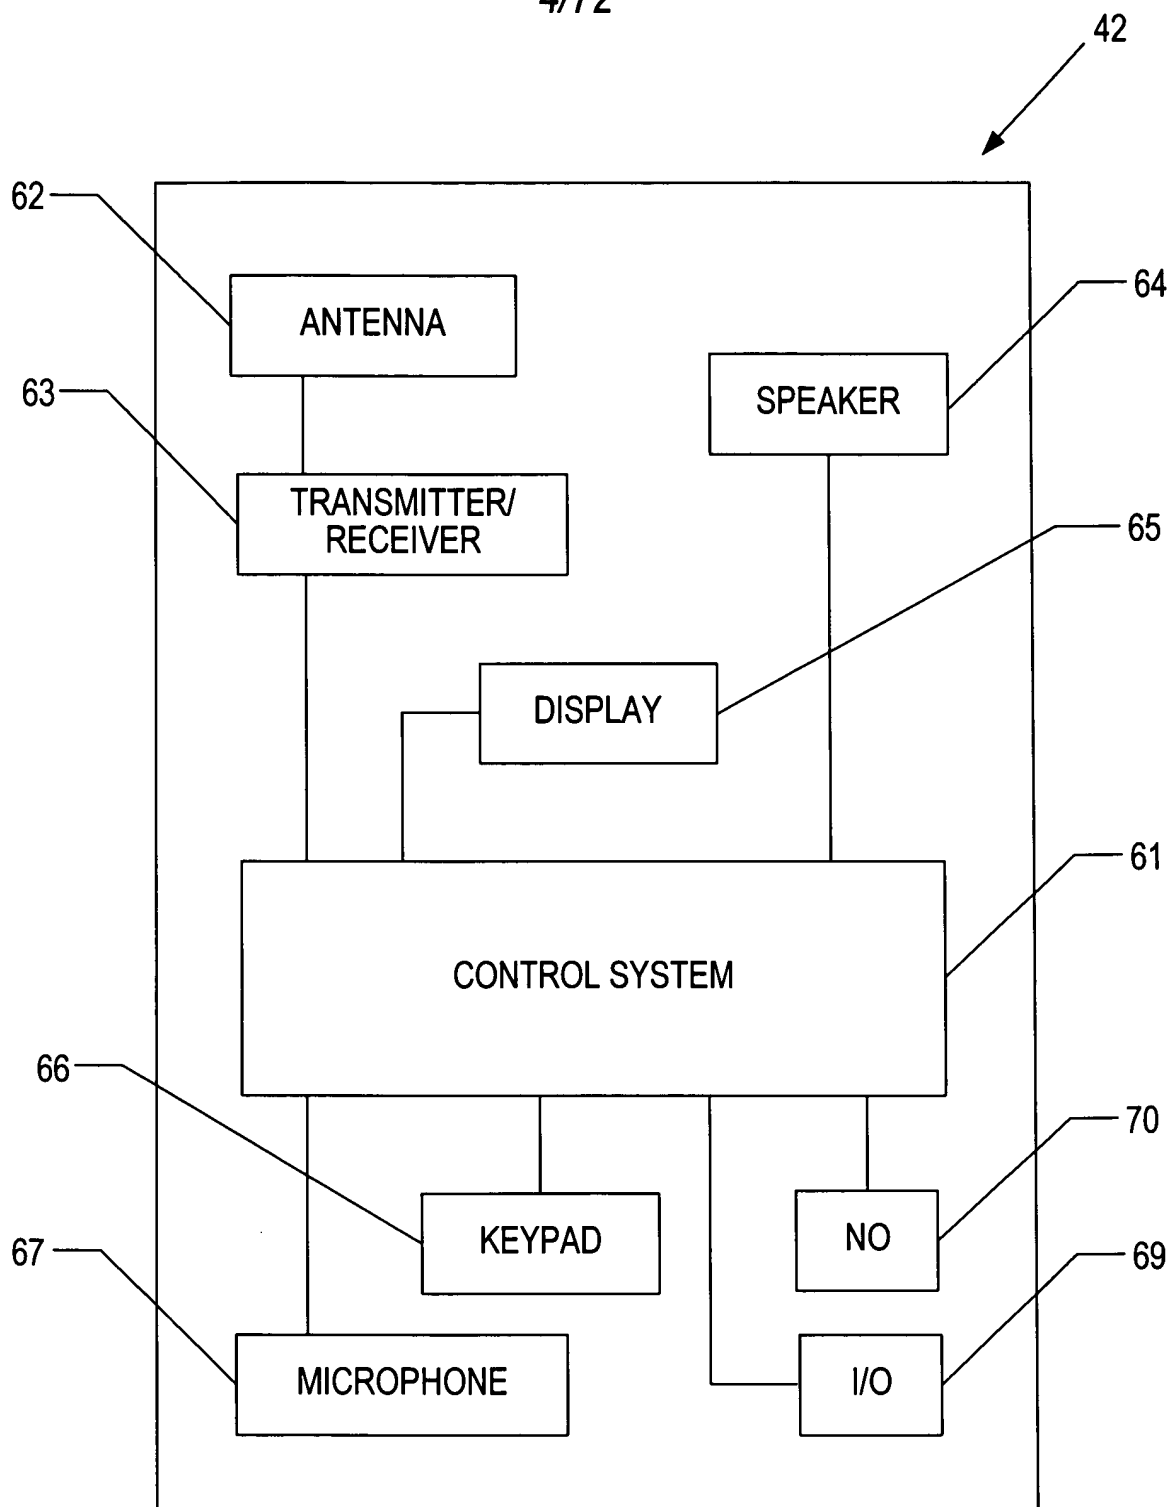 4/72
42
62
ANTENNA
64
63
SPEAKER
TRANSMITTER/
RECEIVER
65
DISPLAY
61
CONTROL SYSTEM
66
70
KEYPAD
NO
67
69
MICROPHONE
I/O